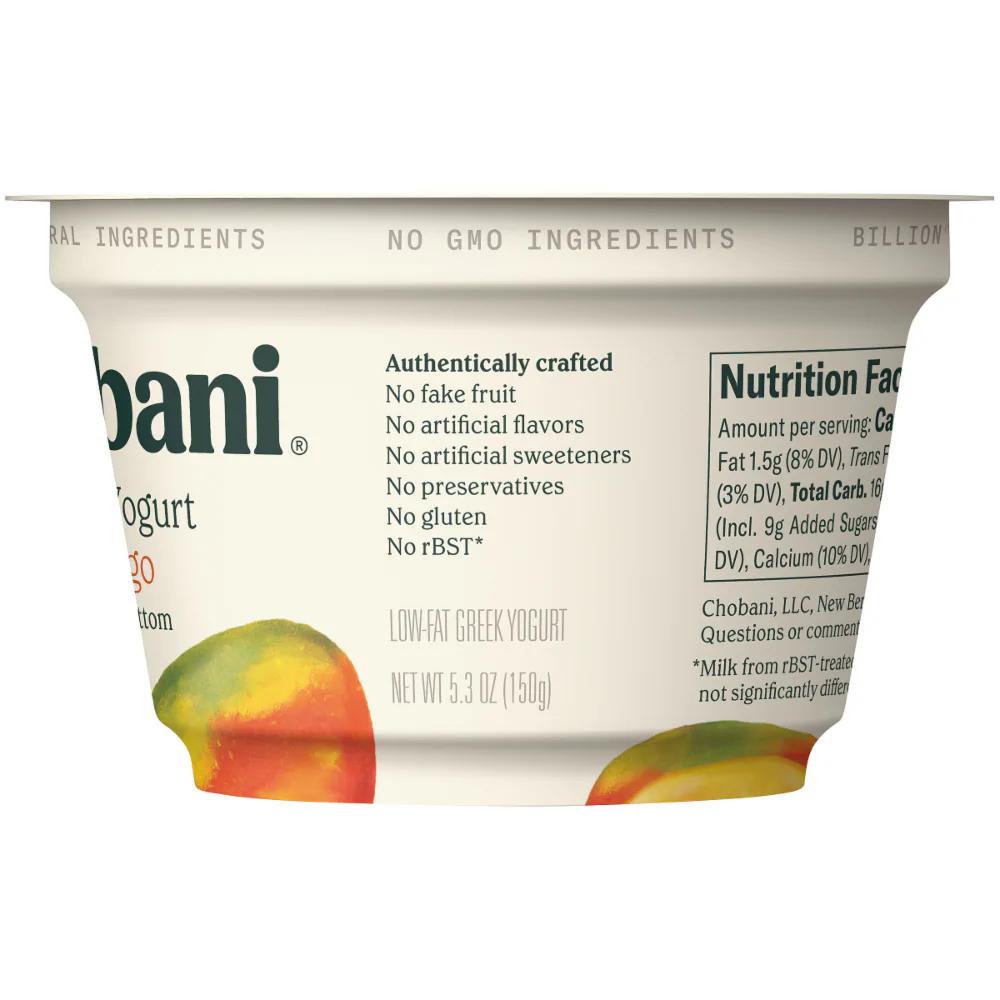 RAL INGREDIENTS
NO GMO INGREDIENTS
BILLION
bani®
Yogurt
go
ttom
Authentically crafted
No fake fruit
No artificial flavors
No artificial sweeteners
No preservatives
No gluten
No rBST*
LOW-FAT GREEK YOGURT
NET WT 5.3 OZ (150g)
Nutrition Fac
Amount per serving: Ca
Fat 1.5g (8% DV), Trans F
(3% DV), Total Carb. 16
(Incl. 9g Added Sugars
DV), Calcium (10% DV),
Chobani, LLC, New Ber
Questions or comment
*Milk from rBST-treated
not significantly differ